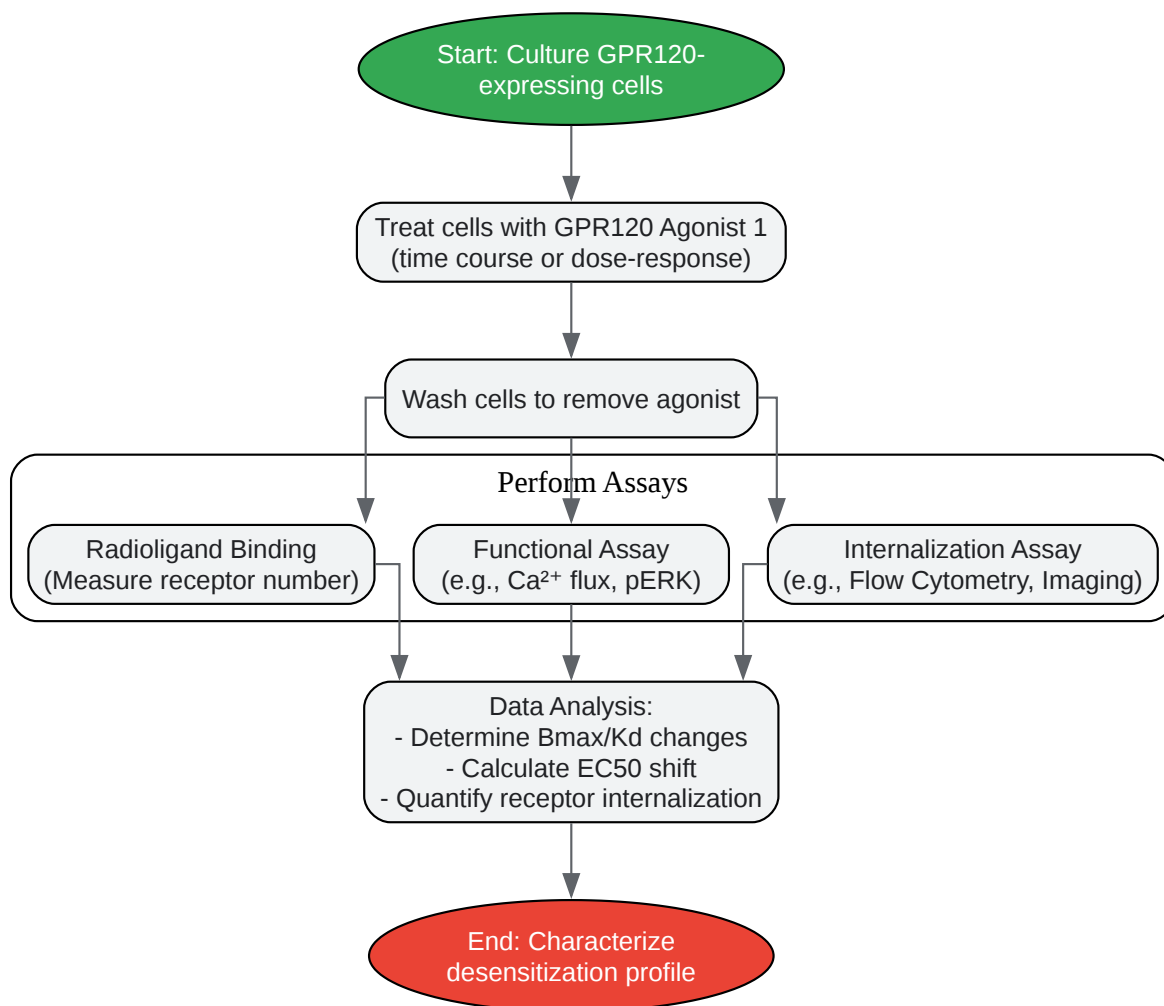 Start: Culture GPR120-
expressing cells
Treat cells with GPR120 Agonist 1
(time course or dose-response)
Wash cells to remove agonist
Perform Assays
Radioligand Binding
(Measure receptor number)
Functional Assay
(e.g., Ca²⁺ flux, pERK)
Internalization Assay
(e.g., Flow Cytometry, Imaging)
Data Analysis:
- Determine Bmax/Kd changes
- Calculate EC50 shift
- Quantify receptor internalization
End: Characterize
desensitization profile